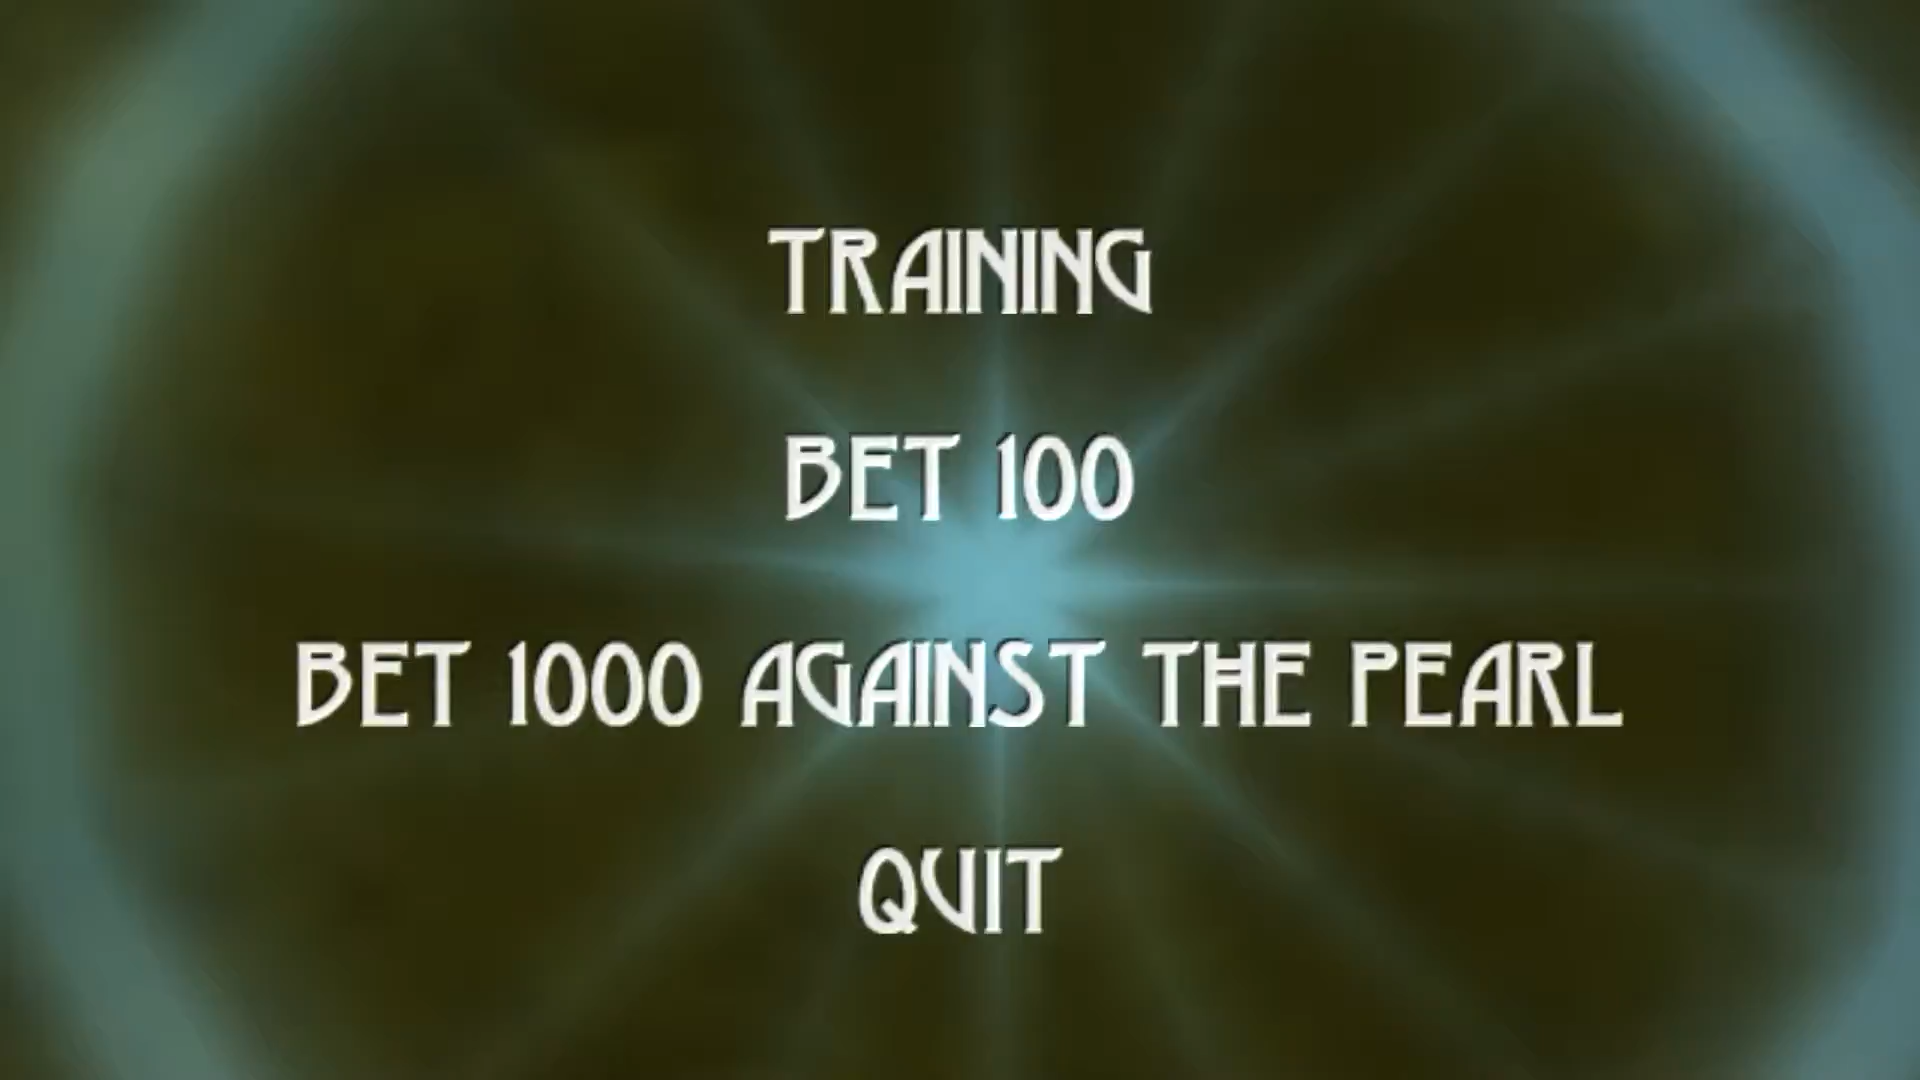 TRAINING
BET 100
BET 1000 AGAINST THE PEARL
QUIT